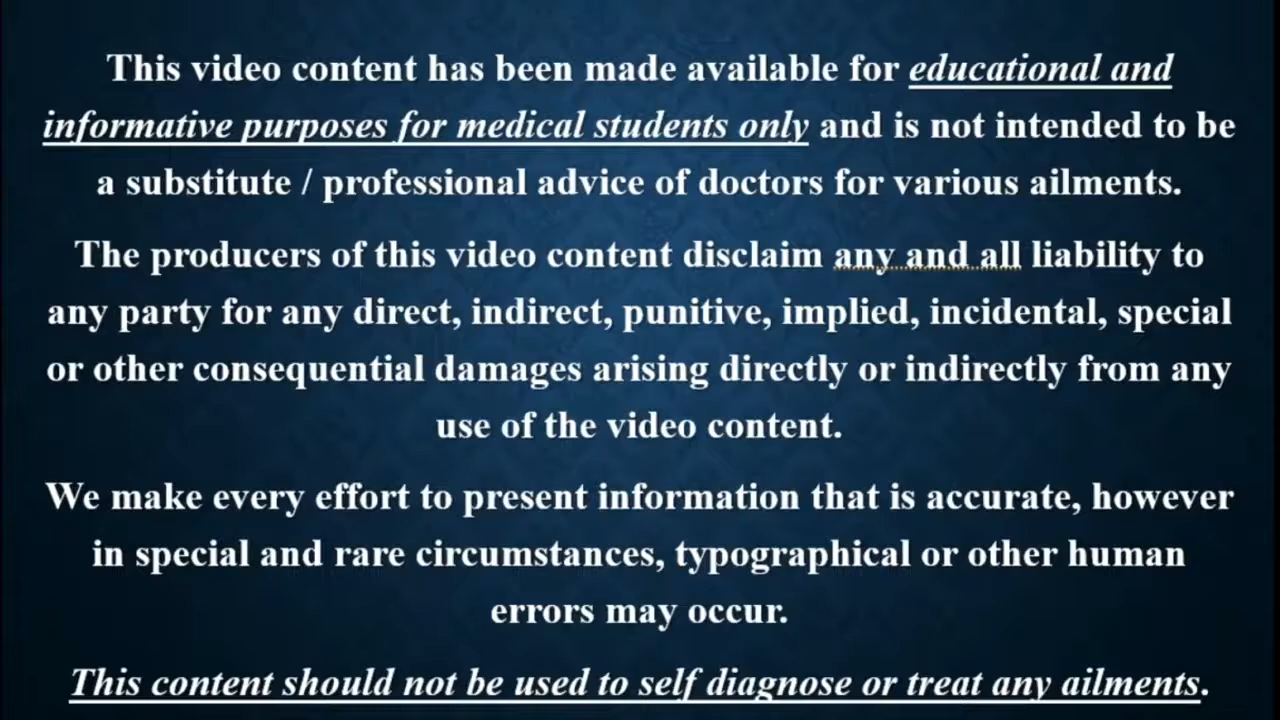 This video content has been made available for educational and
informative purposes for medical students only and is not intended to be
a substitute / professional advice of doctors for various ailments.
The producers of this video content disclaim any and all liability to
any party for any direct, indirect, punitive, implied, incidental, special
or other consequential damages arising directly or indirectly from any
use of the video content.
We make every effort to present information that is accurate, however
in special and rare circumstances, typographical or other human
errors may occur.
This content should not be used to self diagnose or treat any ailments.